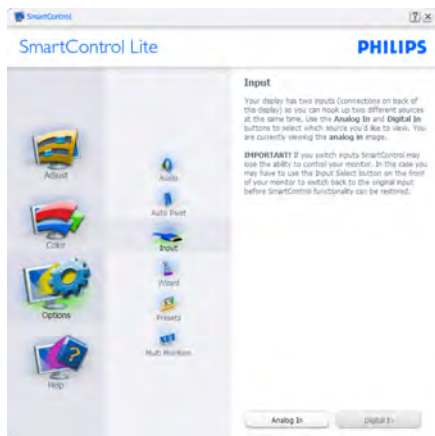 SmartControl
SmartControl Lite
PHILIPS
Adjust
Color
Options
Help
Audio
Auto Pivot
Input
Wizard
Presets
Multi Monitors
Input
Your display has two inputs (connections on back of
the display) so you can hook up two different sources
at the same time. Use the Analog In and Digital In
buttons to select which source you'd like to view. You
are currently viewing the analog in image.
IMPORTANT! If you switch inputs SmartControl may
lose the ability to control your monitor. In this case you
may have to use the Input Select button on the front
of your monitor to switch back to the original input
before SmartControl functionality can be restored.
Analog In
Digital In